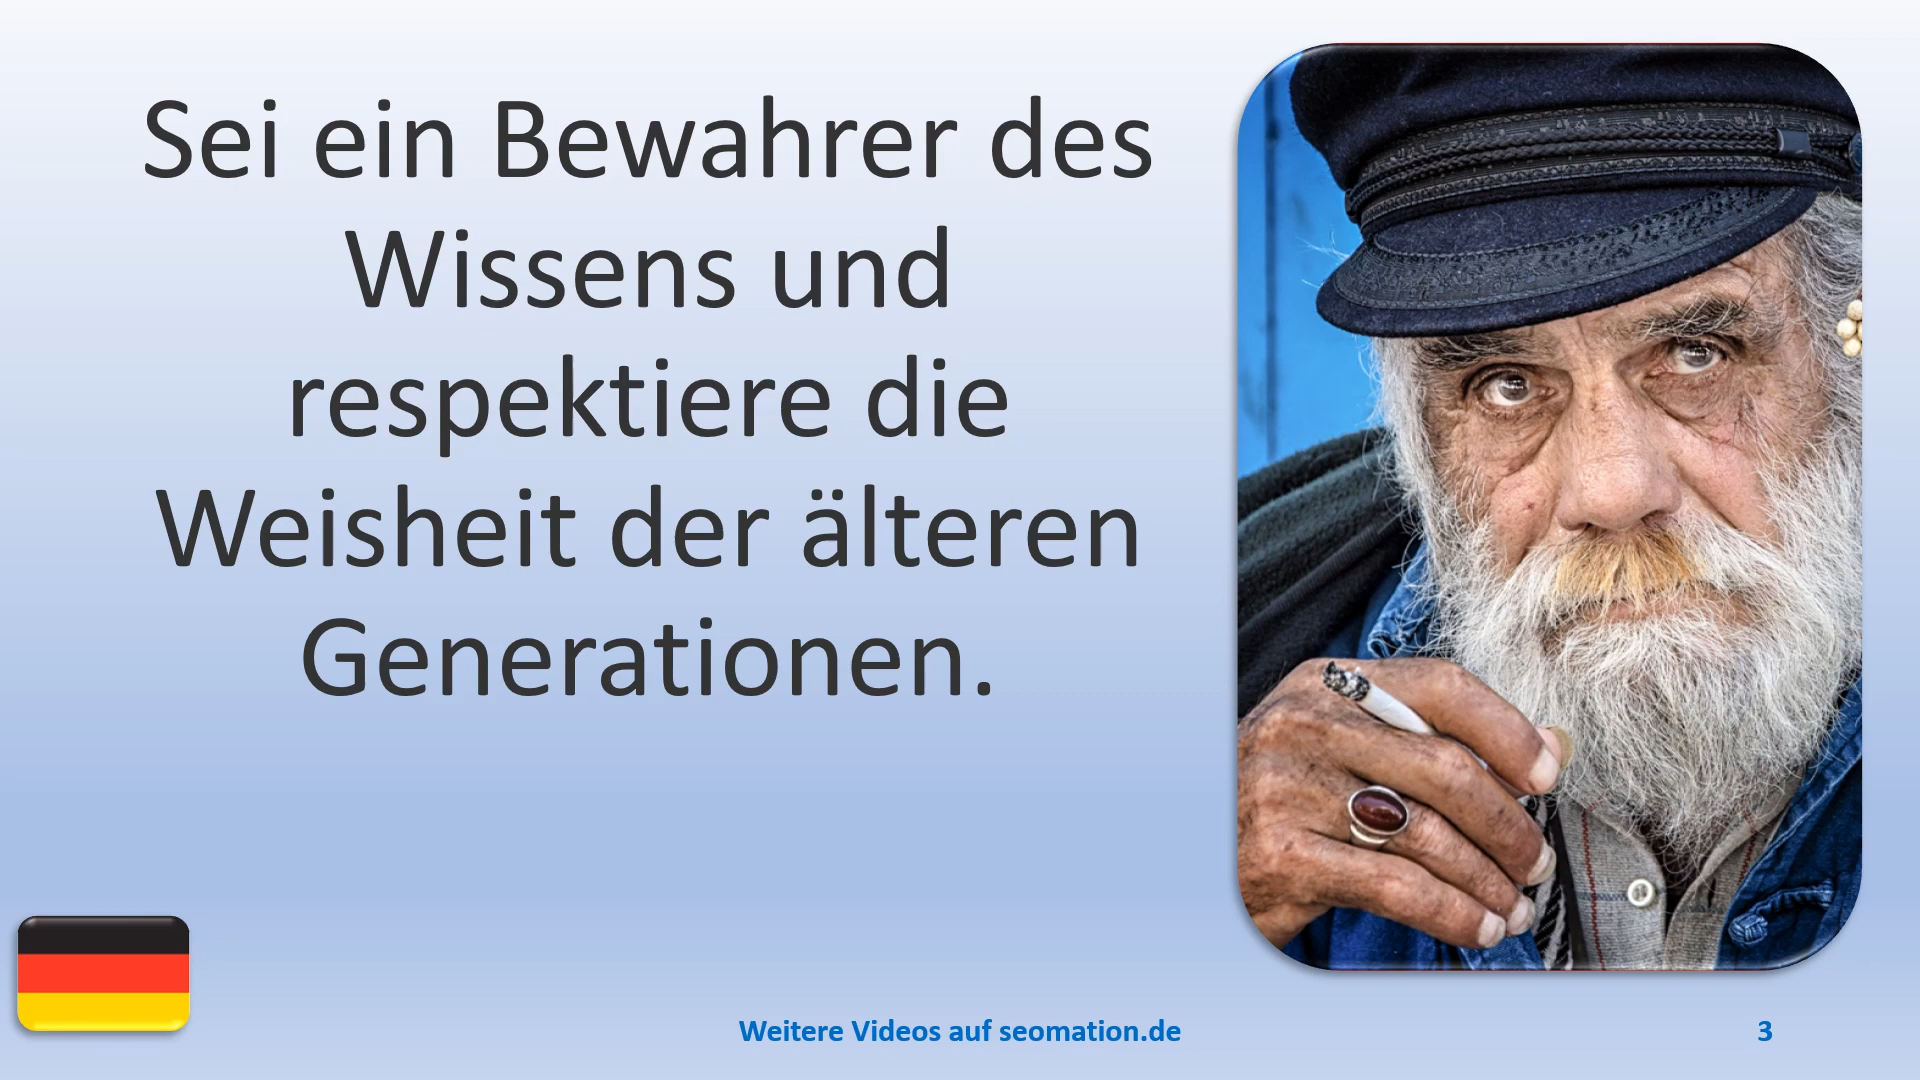 Sei ein Bewahrer des
Wissens und
respektiere die
Weisheit der älteren
Generationen.
Weitere Videos auf seomation.de
3